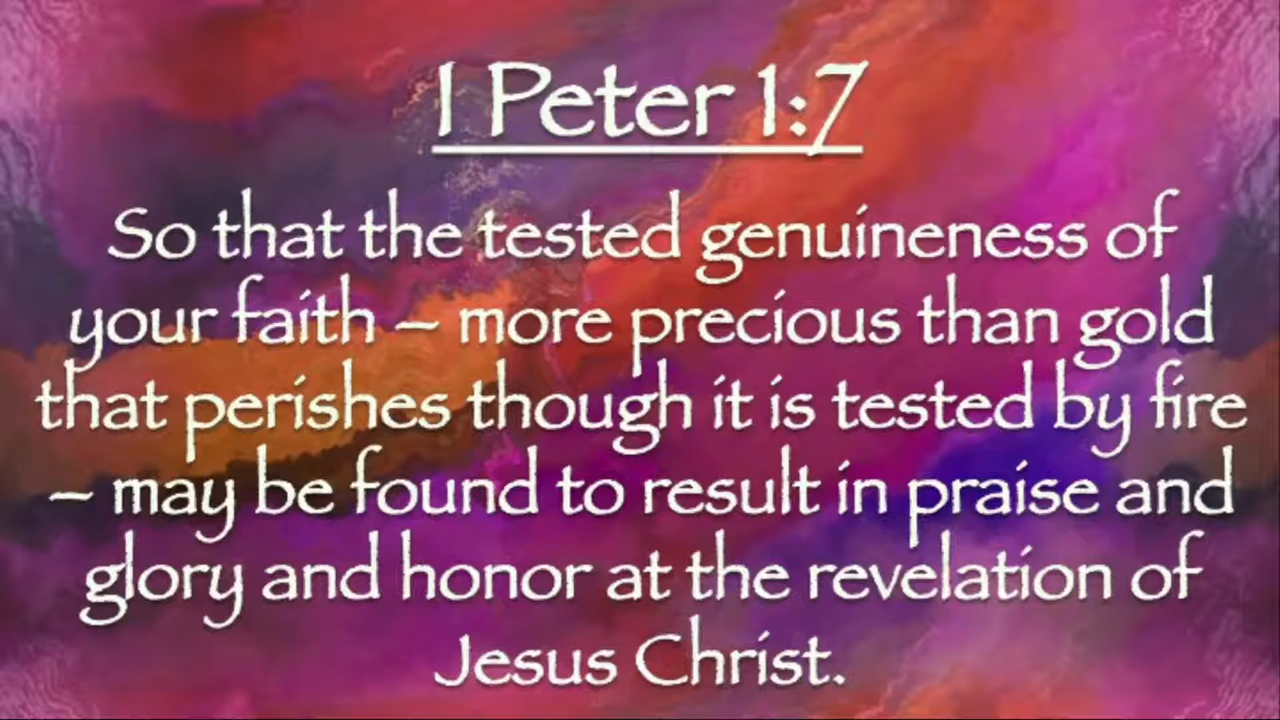 I Peter 1:7
So that the tested genuineness of
your faith – more precious than gold
that perishes though it is tested by fire
– may be found to result in praise and
glory and honor at the revelation of
Jesus Christ.